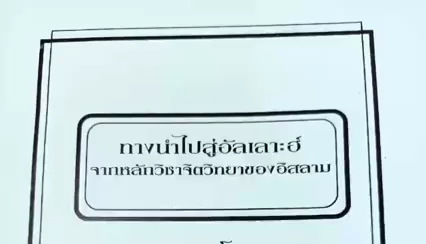 ทางนำไปสู่อัลเลาะฮ์
จากหลักวิชาจิตวิทยาของอิสลาม